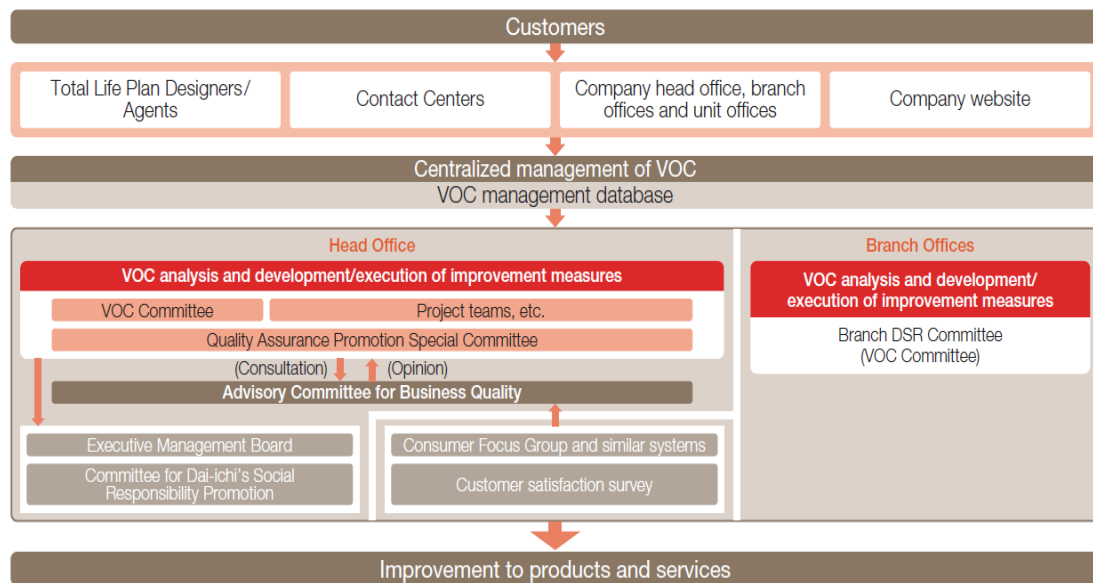 Customers
Total Life Plan Designers/
Agents
Contact Centers
Company head office, branch
offices and unit offices
Company website
Centralized management of VOC
VOC management database
Head Office
VOC analysis and development/execution of improvement measures
VOC Committee
Project teams, etc.
Quality Assurance Promotion Special Committee
(Consultation)
(Opinion)
Advisory Committee for Business Quality
Executive Management Board
Committee for Dai-ichi's Social
Responsibility Promotion
Consumer Focus Group and similar systems
Customer satisfaction survey
Branch Offices
VOC analysis and development/
execution of improvement measures
Branch DSR Committee
(VOC Committee)
Improvement to products and services